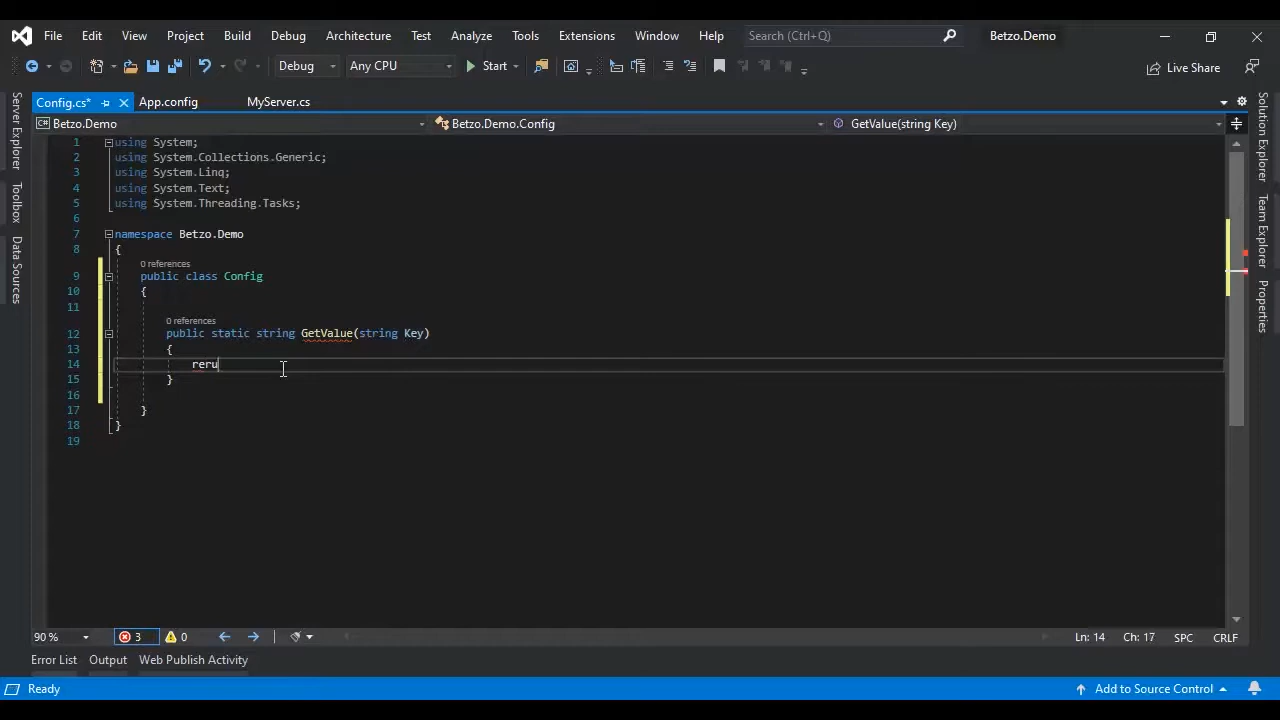 File Edit View Project Build Debug Architecture Test Analyze Tools Extensions Window Help Search (Ctrl+Q) Betzo.Demo
Debug Any CPU Start Live Share
Config.cs* App.config MyServer.cs
Betzo.Demo Betzo.Demo.Config GetValue(string Key)
Server Explorer
Toolbox
Data Sources
1 using System;
2 using System.Collections.Generic;
3 using System.Linq;
4 using System.Text;
5 using System.Threading.Tasks;
6
7 namespace Betzo.Demo
8 {
0 references
9 public class Config
10 {
11
0 references
12 public static string GetValue(string Key)
13 {
14 reru
15 }
16
17 }
18 }
19
Solution Explorer
Team Explorer
Properties
90 % 3 0 Ln: 14 Ch: 17 SPC CRLF
Error List Output Web Publish Activity
Ready Add to Source Control